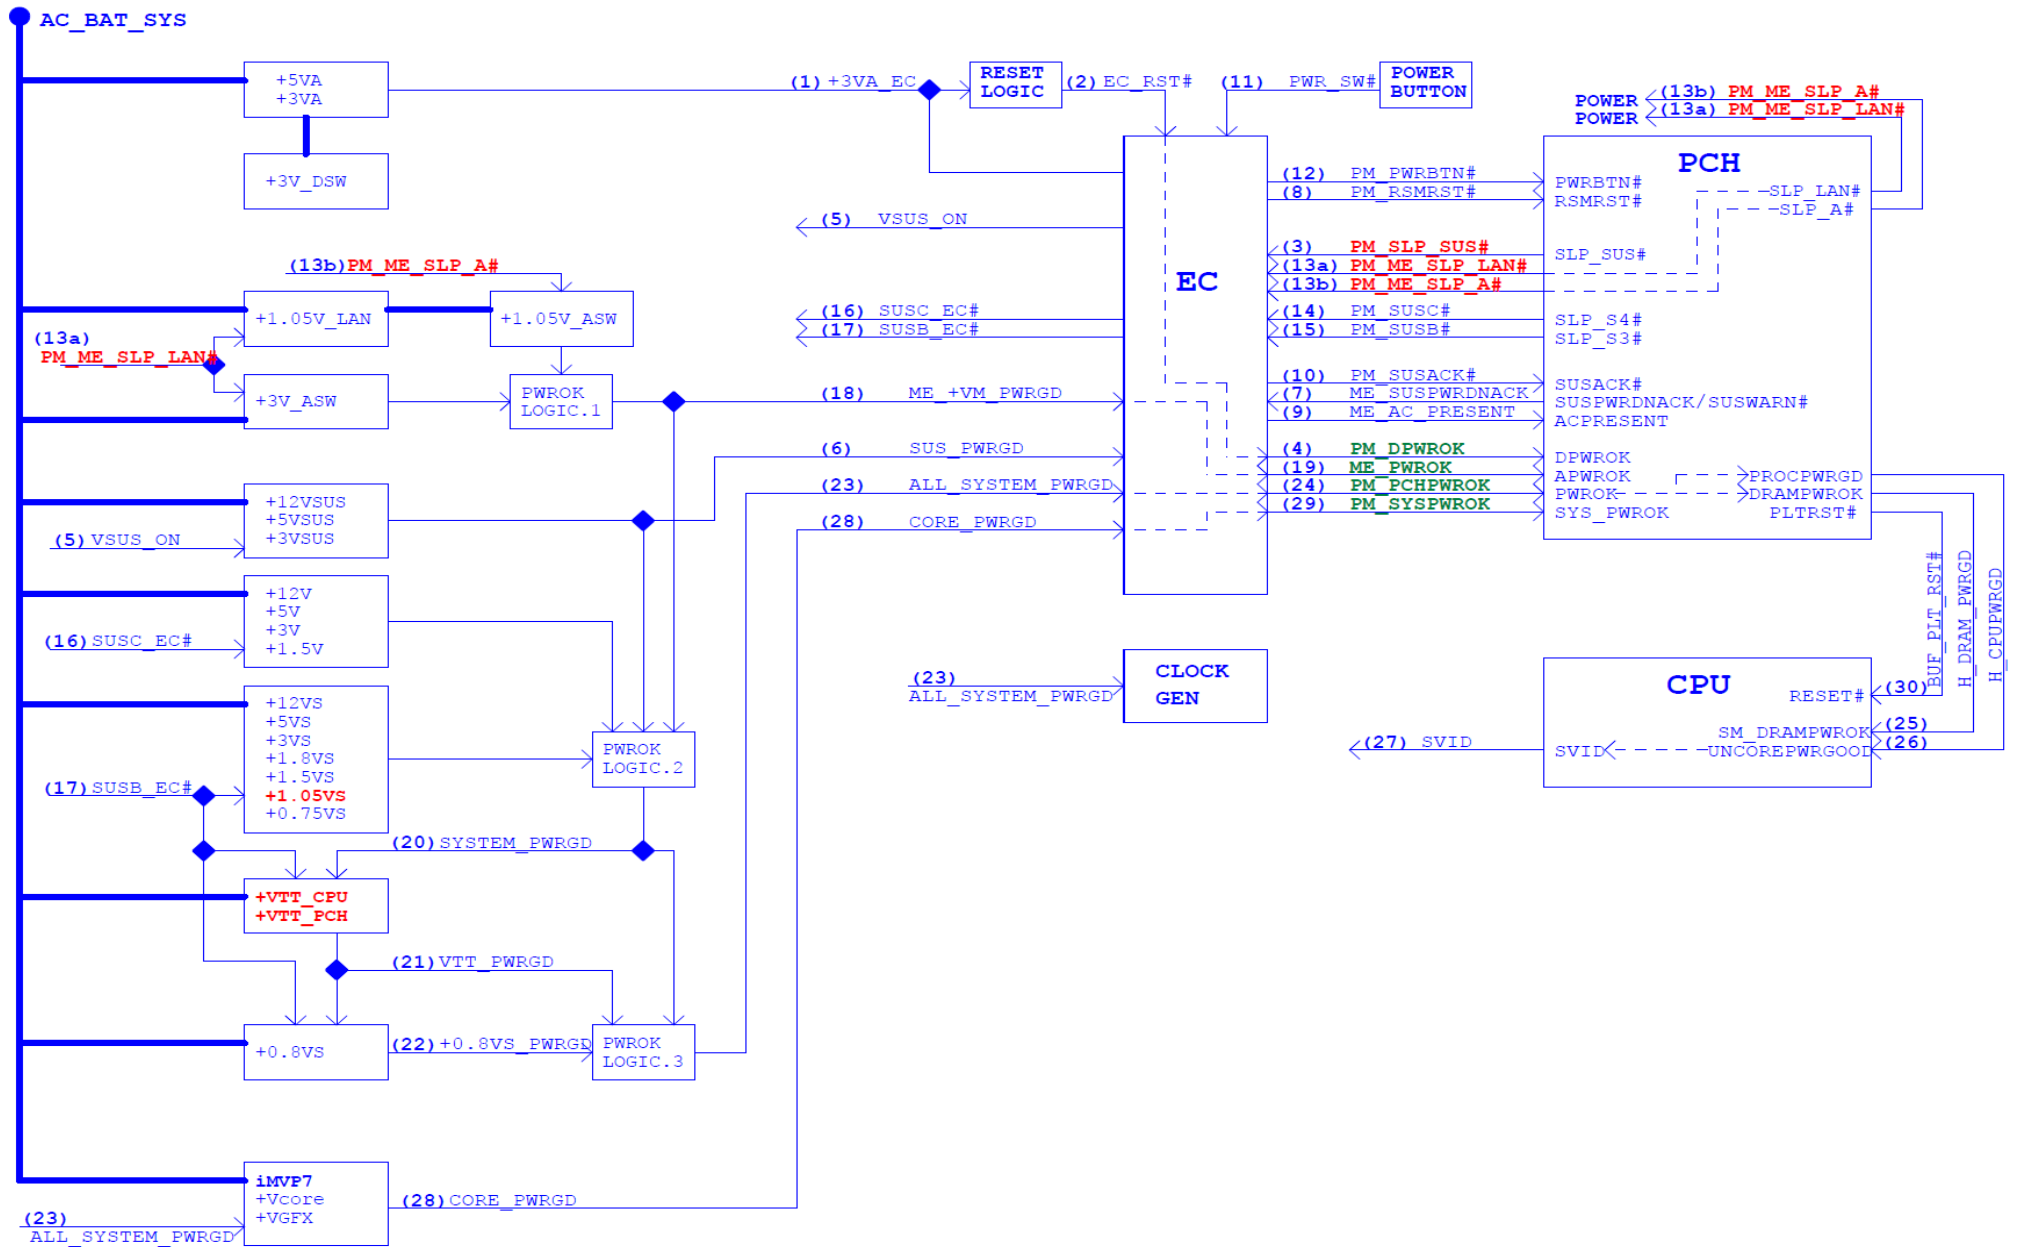 AC_BAT_SYS
+5VA
+3VA
(1) +3VA_EC
RESET
LOGIC
(2) EC_RST#
(11) PWR_SW#
POWER
BUTTON
POWER (13b) PM_ME_SLP_A#
POWER (13a) PM_ME_SLP_LAN#
+3V_DSW
PCH
(12) PM_PWRBTN#
PWRBTN#
(8) PM_RSMRST#
RSMRST#
SLP_LAN#
SLP_A#
(5) VSUS_ON
EC
(3) PM_SLP_SUS#
SLP_SUS#
(13a) PM_ME_SLP_LAN#
(13b) PM_ME_SLP_A#
(13b) PM_ME_SLP_A#
+1.05V_LAN
+1.05V_ASW
(16) SUSC_EC#
(17) SUSB_EC#
(14) PM_SUSC#
SLP_S4#
(15) PM_SUSB#
SLP_S3#
(13a)
PM_ME_SLP_LAN#
+3V_ASW
PWROK
LOGIC.1
(18) ME_+VM_PWRGD
(10) PM_SUSACK#
SUSACK#
(7) ME_SUSPWRDNACK
SUSPWRDNACK/SUSWARN#
(9) ME_AC_PRESENT
ACPRESENT
(6) SUS_PWRGD
(4) PM_DPWROK
DPWROK
(19) ME_PWROK
APWROK
PROCPWRGD
(23) ALL_SYSTEM_PWRGD
(24) PM_PCHPWROK
PWROK
DRAMPWROK
(28) CORE_PWRGD
(29) PM_SYSPWROK
SYS_PWROK
PLTRST#
+12VSUS
+5VSUS
+3VSUS
(5) VSUS_ON
BUF_PLT_RST#
H_DRAM_PWRGD
H_CPUPWRGD
+12V
+5V
+3V
+1.5V
(16) SUSC_EC#
(23)
ALL_SYSTEM_PWRGD
CLOCK
GEN
CPU
RESET#
(30)
SM_DRAMPWROK
(25)
(27) SVID
SVID
UNCOREPWRGOOD
(26)
+12VS
+5VS
+3VS
+1.8VS
+1.5VS
+1.05VS
+0.75VS
(17) SUSB_EC#
PWROK
LOGIC.2
(20) SYSTEM_PWRGD
+VTT_CPU
+VTT_PCH
(21) VTT_PWRGD
+0.8VS
(22) +0.8VS_PWRGD
PWROK
LOGIC.3
iMVP7
+Vcore
+VGFX
(28) CORE_PWRGD
(23)
ALL_SYSTEM_PWRGD